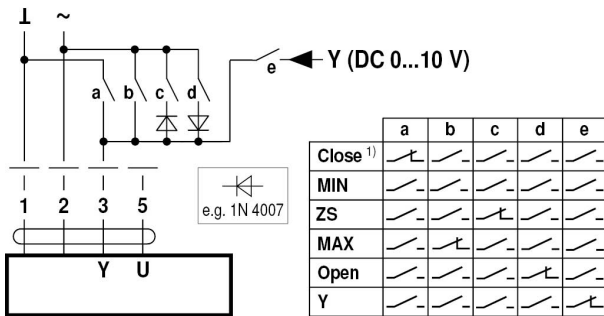 ⊥ ~
e Y (DC 0...10 V)
a b c d
1 2 3 5
Y U
e.g. 1N 4007
a b c d e
Close 1)
MIN
ZS
MAX
Open
Y